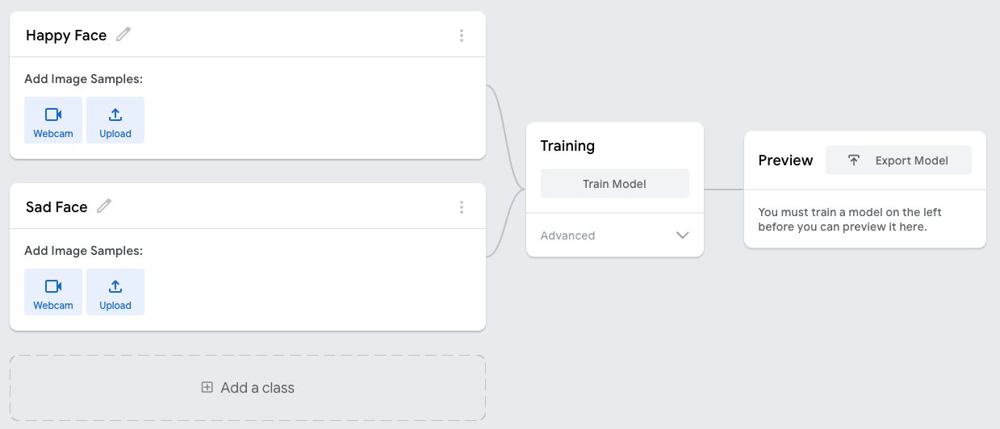 Happy Face
Add Image Samples:
Webcam
Upload
Sad Face
Add Image Samples:
Webcam
Upload
Add a class
Training
Train Model
Advanced
Preview
Export Model
You must train a model on the left
before you can preview it here.